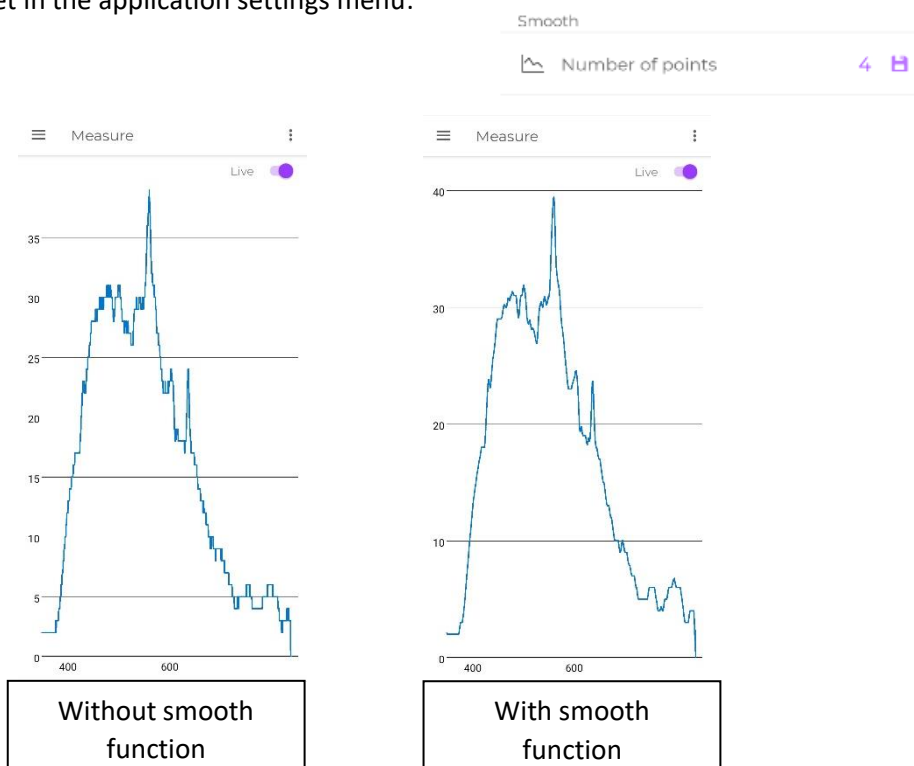 et in the application settings menu.
Smooth
Number of points 4
Measure
Live
35
30
25
20
15
10
5
0
400 600
Without smooth
function
Measure
Live
40
30
20
10
0
400 600
With smooth
function